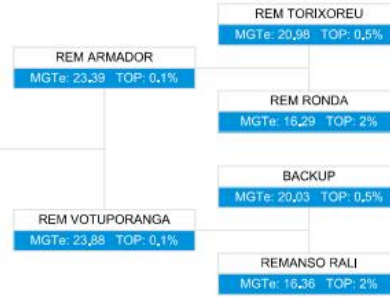 REM TORIXOREU
MGTe: 20,98 TOP: 0,5%
REM ARMADOR
MGTe: 23,39 TOP: 0,1%
REM RONDA
MGTe: 16,29 TOP: 2%
BACKUP
MGTe: 20,03 TOP: 0,5%
REM VOTUPORANGA
MGTe: 23,88 TOP: 0,1%
REMANSO RALI
MGTe: 16,36 TOP: 2%